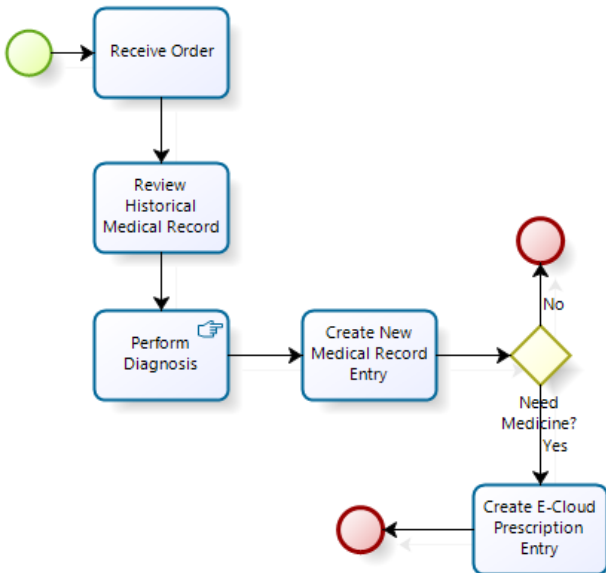 Receive Order
Review
Historical
Medical Record
Perform
Diagnosis
Create New
Medical Record
Entry
No
Need
Medicine?
Yes
Create E-Cloud
Prescription
Entry